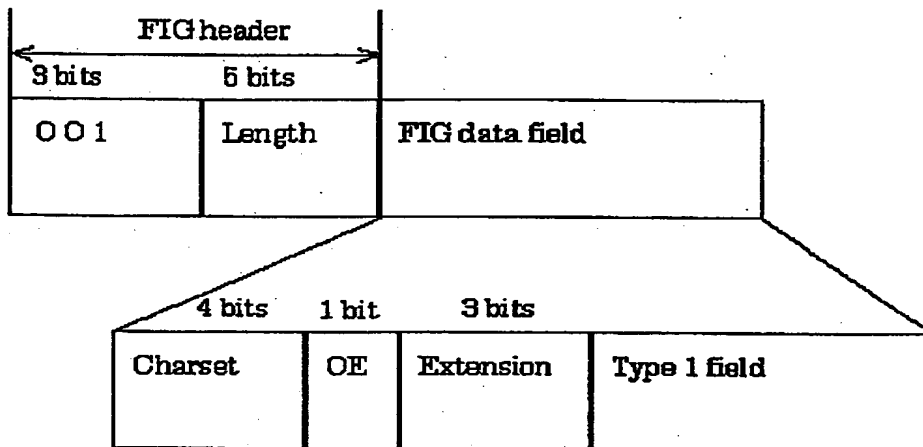 FIG header
3 bits 5 bits
0 0 1 Length FIG data field
4 bits 1 bit 3 bits
Charset OE Extension Type 1 field